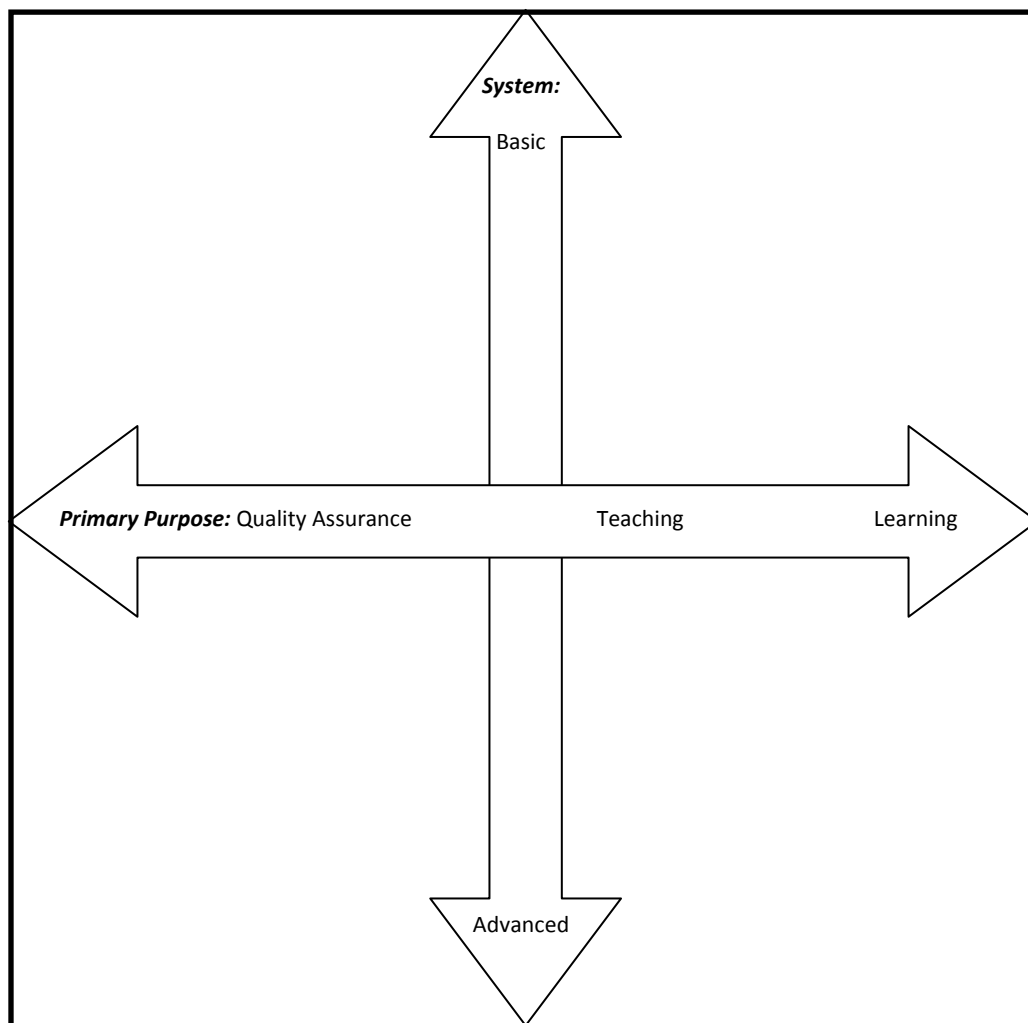 System:
Basic
Primary Purpose: Quality Assurance Teaching Learning
Advanced